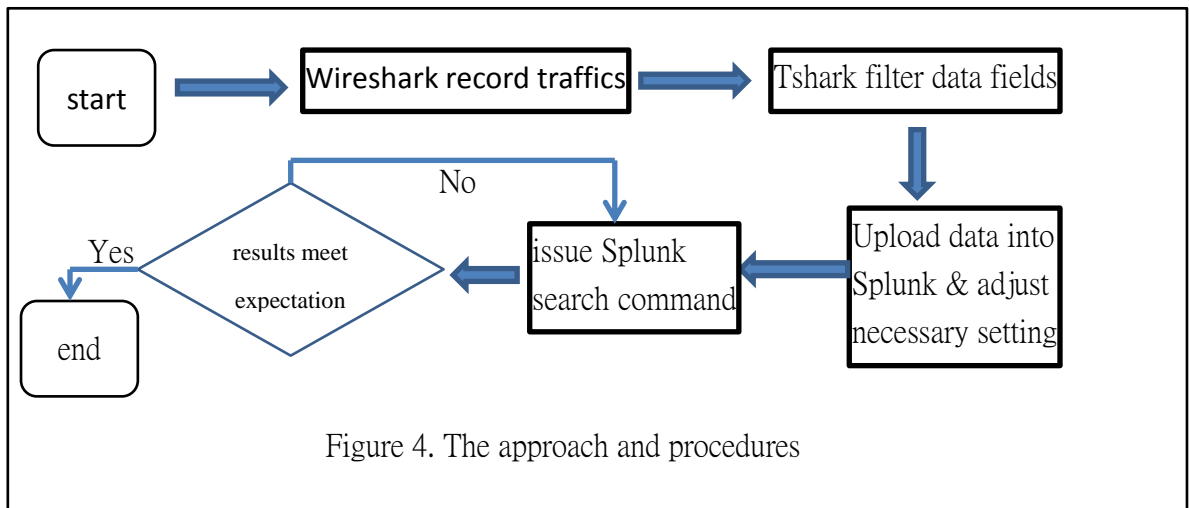 start
Wireshark record traffics
Tshark filter data fields
No
Yes
results meet
expectation
issue Splunk
search command
Upload data into
Splunk & adjust
necessary setting
end
Figure 4. The approach and procedures